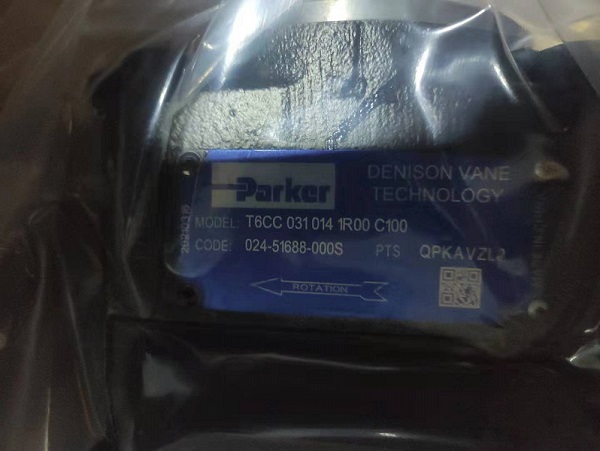 Parker
DENISON VANE
TECHNOLOGY
MODEL: T6CC 031 014 1R00 C100
CODE: 024-51688-000S PTS QPKAVZL2
ROTATION